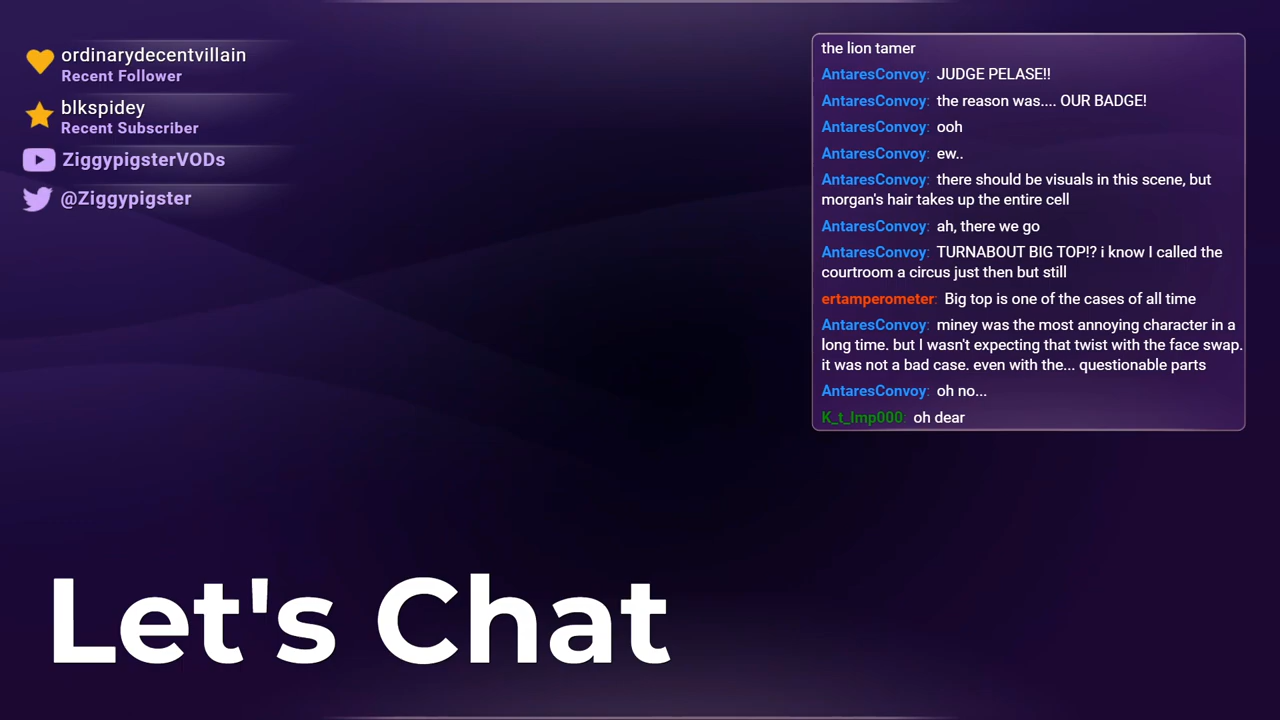 ordinarydecentvillain
Recent Follower
blkspidey
Recent Subscriber
ZiggypigsterVODs
@Ziggypigster
the lion tamer
AntaresConvoy: JUDGE PELASE!!
AntaresConvoy: the reason was.... OUR BADGE!
AntaresConvoy: ooh
AntaresConvoy: ew..
AntaresConvoy: there should be visuals in this scene, but
morgan's hair takes up the entire cell
AntaresConvoy: ah, there we go
AntaresConvoy: TURNABOUT BIG TOP!? i know I called the
courtroom a circus just then but still
ertamperometer: Big top is one of the cases of all time
AntaresConvoy: miney was the most annoying character in a
long time. but I wasn't expecting that twist with the face swap.
it was not a bad case. even with the... questionable parts
AntaresConvoy: oh no...
K_t_Imp000: oh dear
Let's Chat